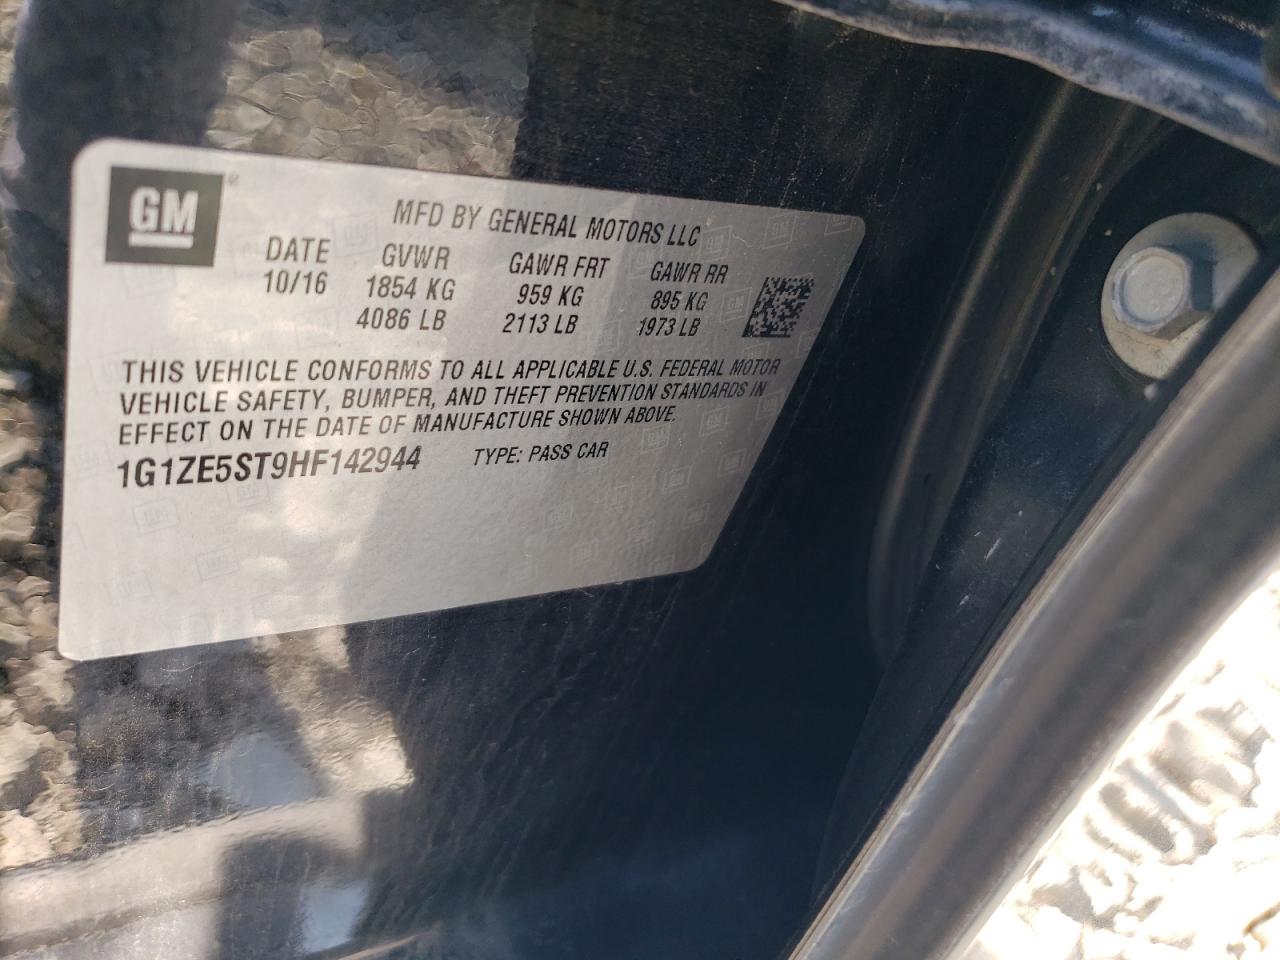 GM
MFD BY GENERAL MOTORS LLC
DATE GVWR GAWR FRT GAWR RR
10/16 1854 KG 959 KG 895 KG
4086 LB 2113 LB 1973 LB
THIS VEHICLE CONFORMS TO ALL APPLICABLE U.S. FEDERAL MOTOR
VEHICLE SAFETY, BUMPER, AND THEFT PREVENTION STANDARDS IN
EFFECT ON THE DATE OF MANUFACTURE SHOWN ABOVE.
1G1ZE5ST9HF142944 TYPE: PASS CAR